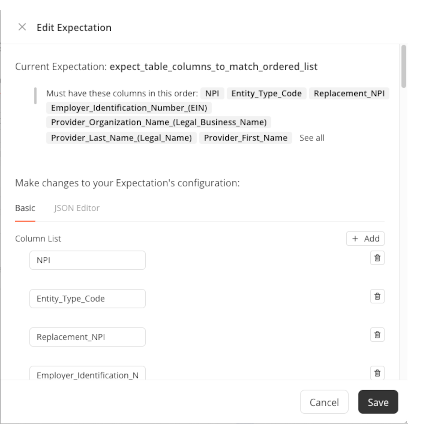 Edit Expectation
Current Expectation: expect_table_columns_to_match_ordered_list
Must have these columns in this order: NPI Entity_Type_Code Replacement_NPI
Employer_Identification_Number_(EIN)
Provider_Organization_Name_(Legal_Business_Name)
Provider_Last_Name_(Legal_Name) Provider_First_Name See all
Make changes to your Expectation's configuration:
Basic JSON Editor
Column List + Add
NPI
Entity_Type_Code
Replacement_NPI
Employer_Identification_N
Cancel Save